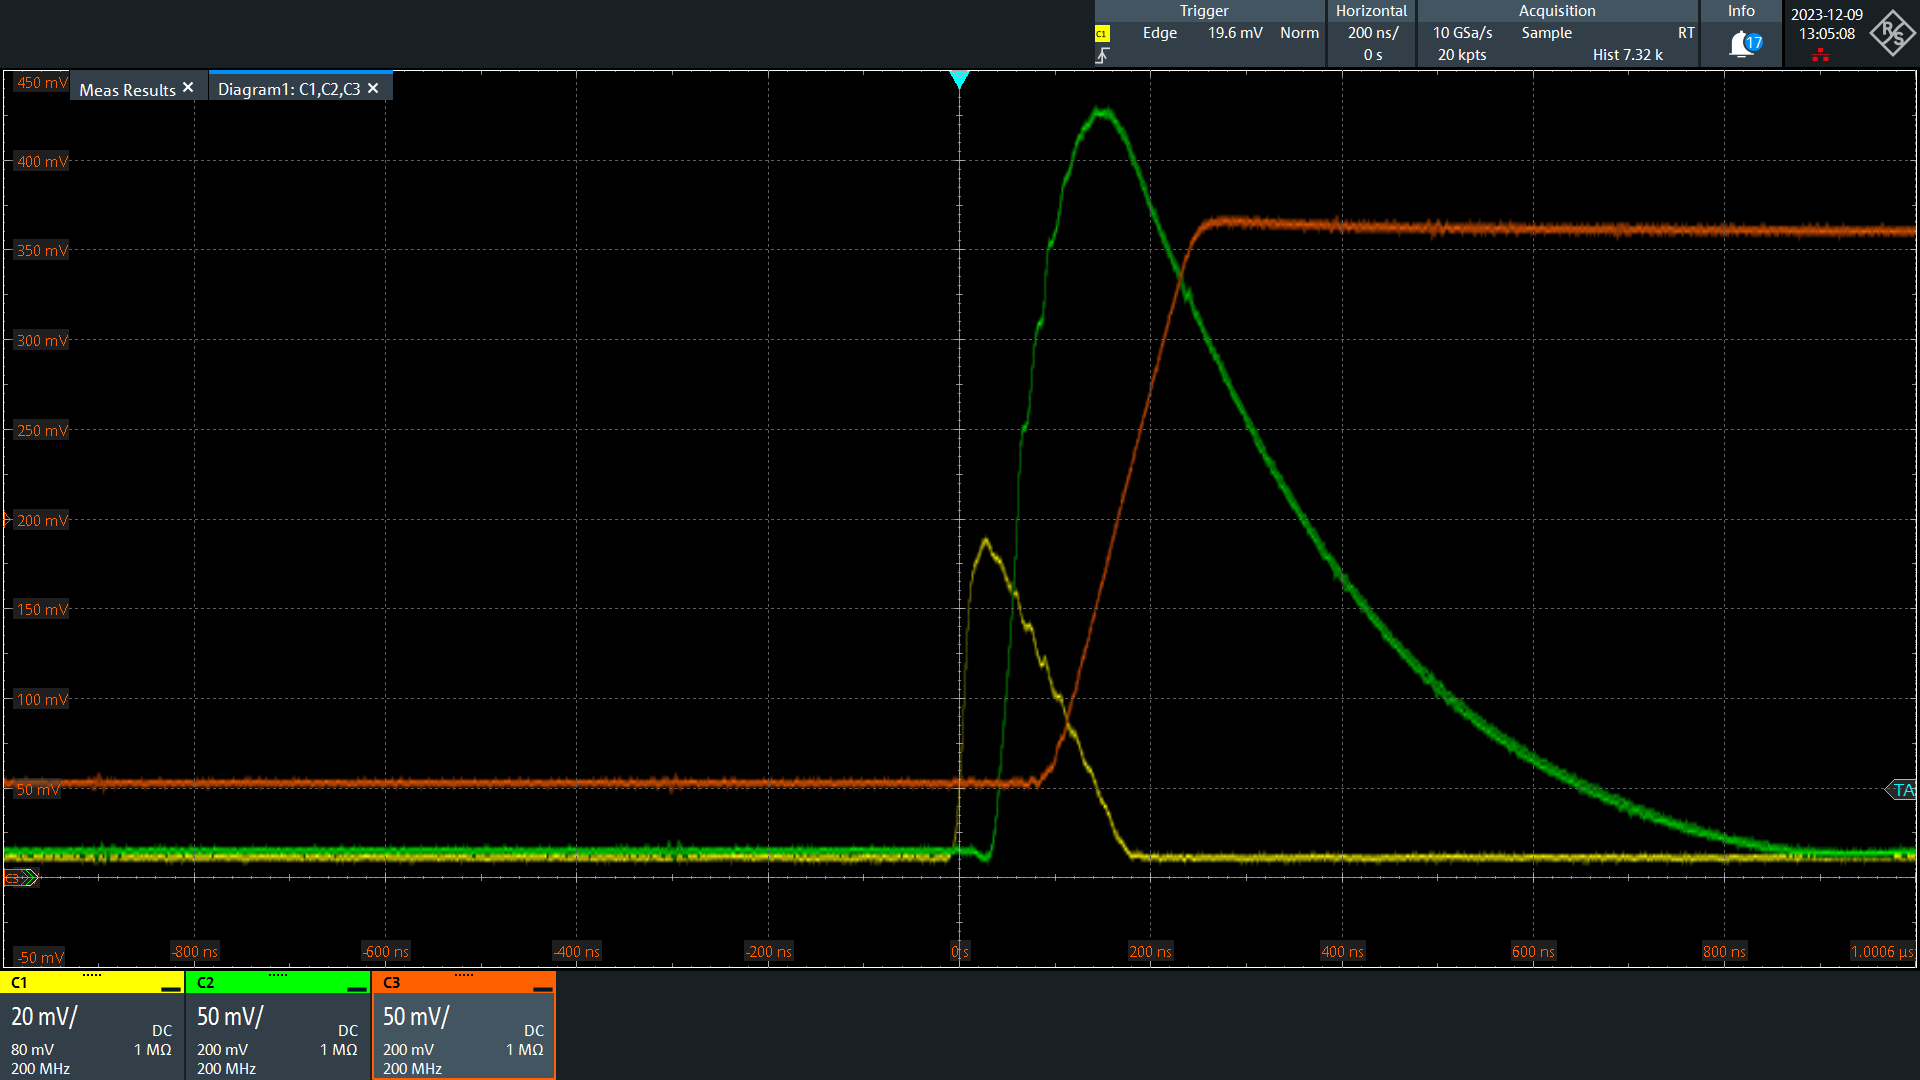 Trigger
C1 Edge 19.6 mV Norm
Horizontal
200 ns/
0 s
Acquisition
10 GSa/s Sample RT
20 kpts Hist 7.32 k
Info
17
2023-12-09
13:05:08
R S
Meas Results ✕ Diagram1: C1,C2,C3 ✕
450 mV
400 mV
350 mV
300 mV
250 mV
200 mV
150 mV
100 mV
50 mV
TA
C3
-50 mV
-800 ns -600 ns -400 ns -200 ns 0 s 200 ns 400 ns 600 ns 800 ns 1.0006 µs
C1
20 mV/
DC
80 mV 1 MΩ
200 MHz
C2
50 mV/
DC
200 mV 1 MΩ
200 MHz
C3
50 mV/
DC
200 mV 1 MΩ
200 MHz